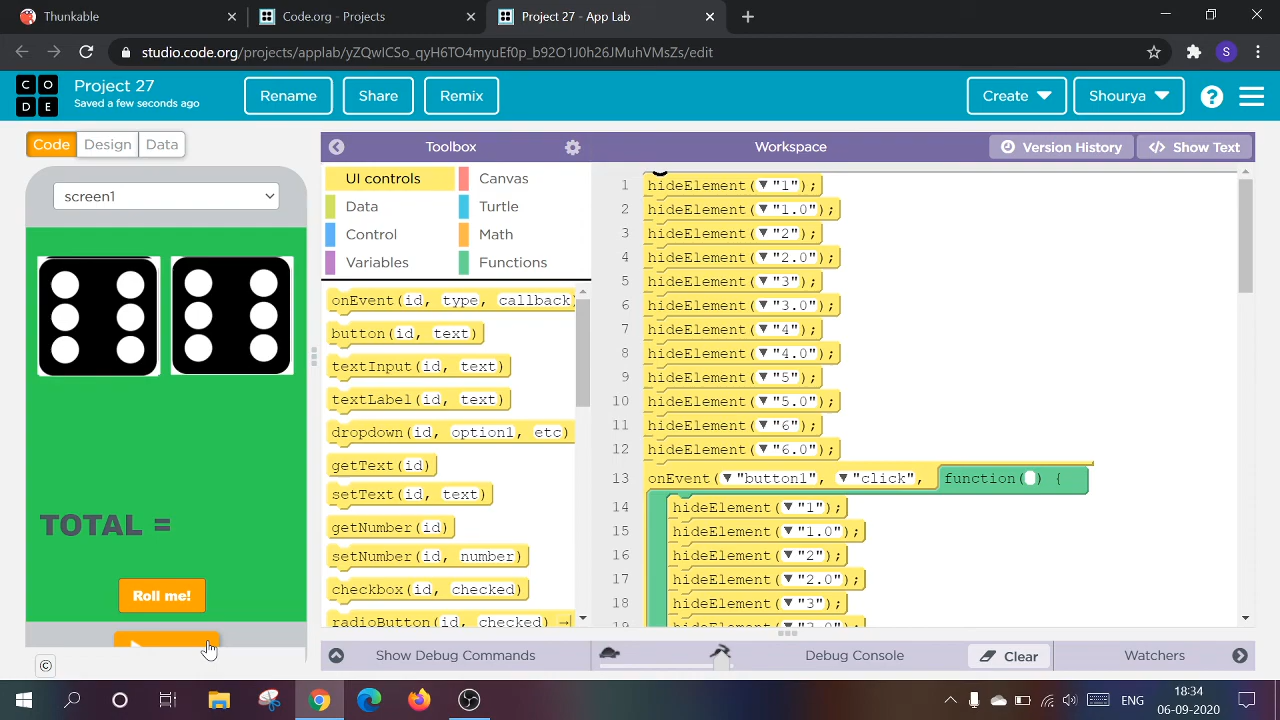 Thunkable
Code.org - Projects
Project 27 - App Lab
studio.code.org/projects/applab/yZQwlCSo_qyH6TO4myuEf0p_b92O1J0h26JMuhVMsZs/edit
S
CODE
Project 27
Saved a few seconds ago
Rename
Share
Remix
Create
Shourya
?
Code
Design
Data
Toolbox
Workspace
Version History
</> Show Text
screen1
TOTAL =
Roll me!
©
UI controls
Canvas
Data
Turtle
Control
Math
Variables
Functions
onEvent(id, type, callback
button(id, text)
textInput(id, text)
textLabel(id, text)
dropdown(id, option1, etc)
getText(id)
setText(id, text)
getNumber(id)
setNumber(id, number)
checkbox(id, checked)
radioButton(id, checked)
1 hideElement(▼"1");
2 hideElement(▼"1.0");
3 hideElement(▼"2");
4 hideElement(▼"2.0");
5 hideElement(▼"3");
6 hideElement(▼"3.0");
7 hideElement(▼"4");
8 hideElement(▼"4.0");
9 hideElement(▼"5");
10 hideElement(▼"5.0");
11 hideElement(▼"6");
12 hideElement(▼"6.0");
13 onEvent(▼"button1", ▼"click", function() {
14 hideElement(▼"1");
15 hideElement(▼"1.0");
16 hideElement(▼"2");
17 hideElement(▼"2.0");
18 hideElement(▼"3");
19 hideElement(▼"3.0");
Show Debug Commands
Debug Console
Clear
Watchers
ENG
18:34
06-09-2020